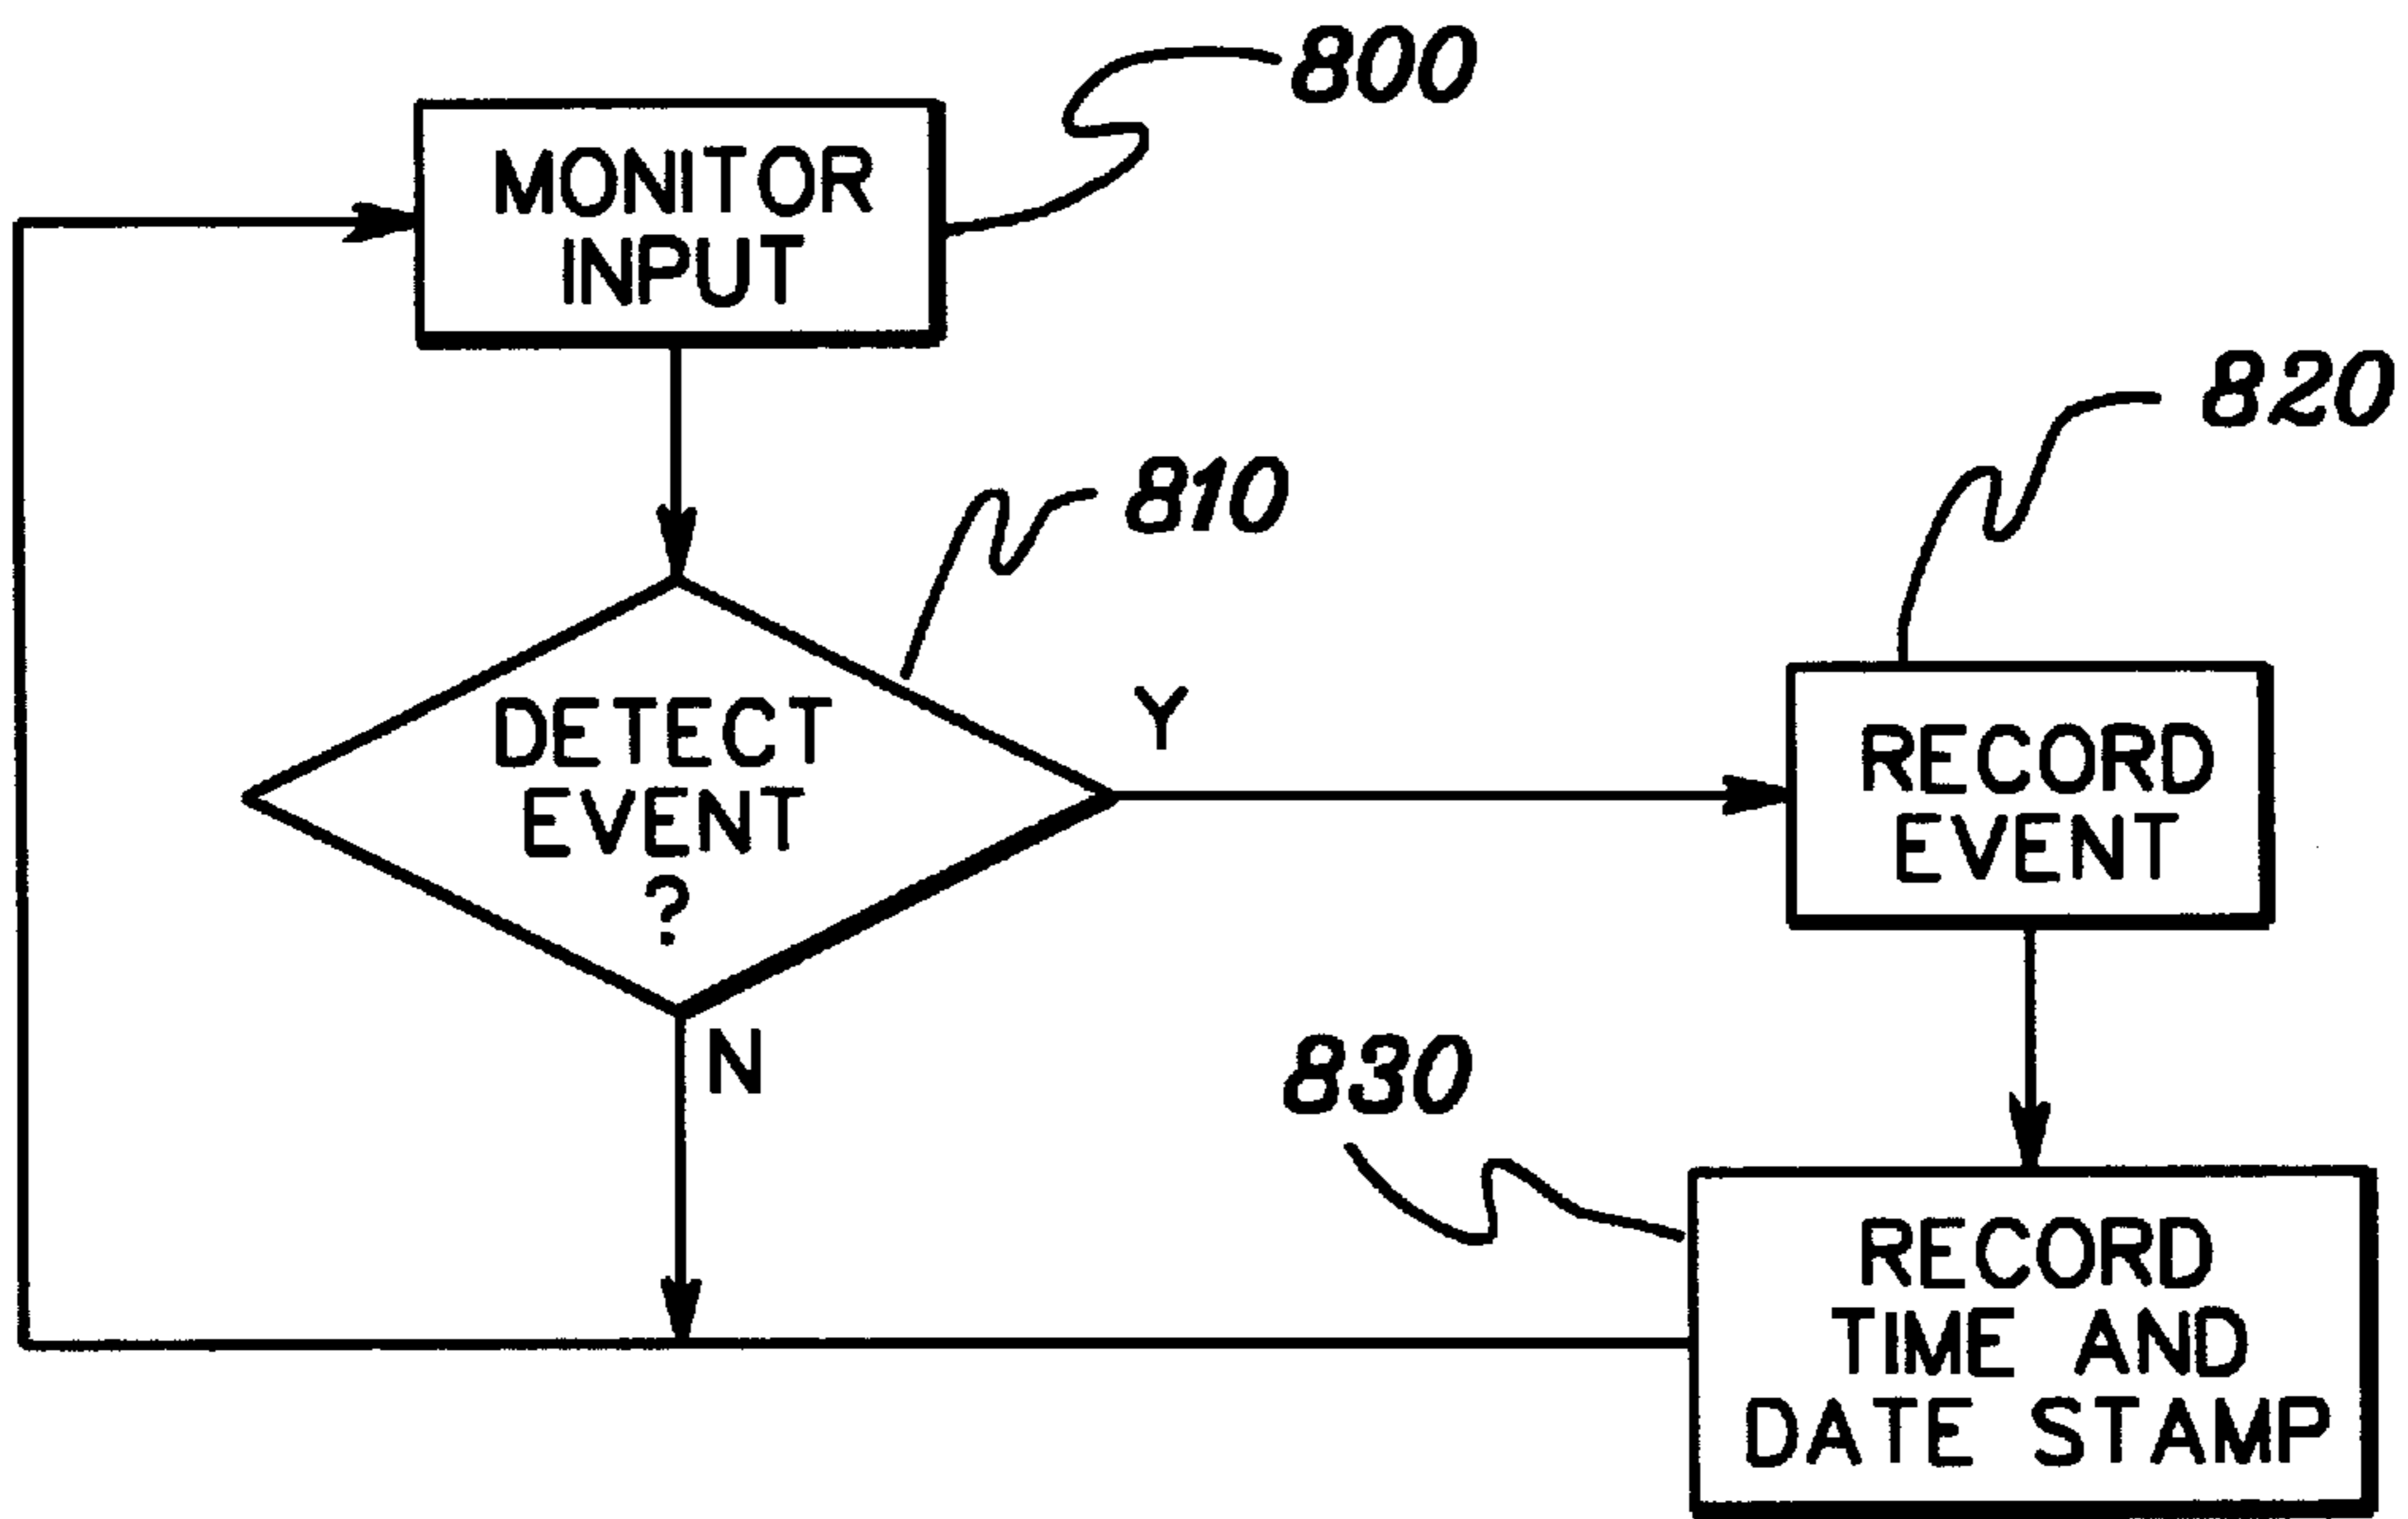 800
MONITOR
INPUT
820
810
DETECT
EVENT
?
Y
RECORD
EVENT
N
830
RECORD
TIME AND
DATE STAMP